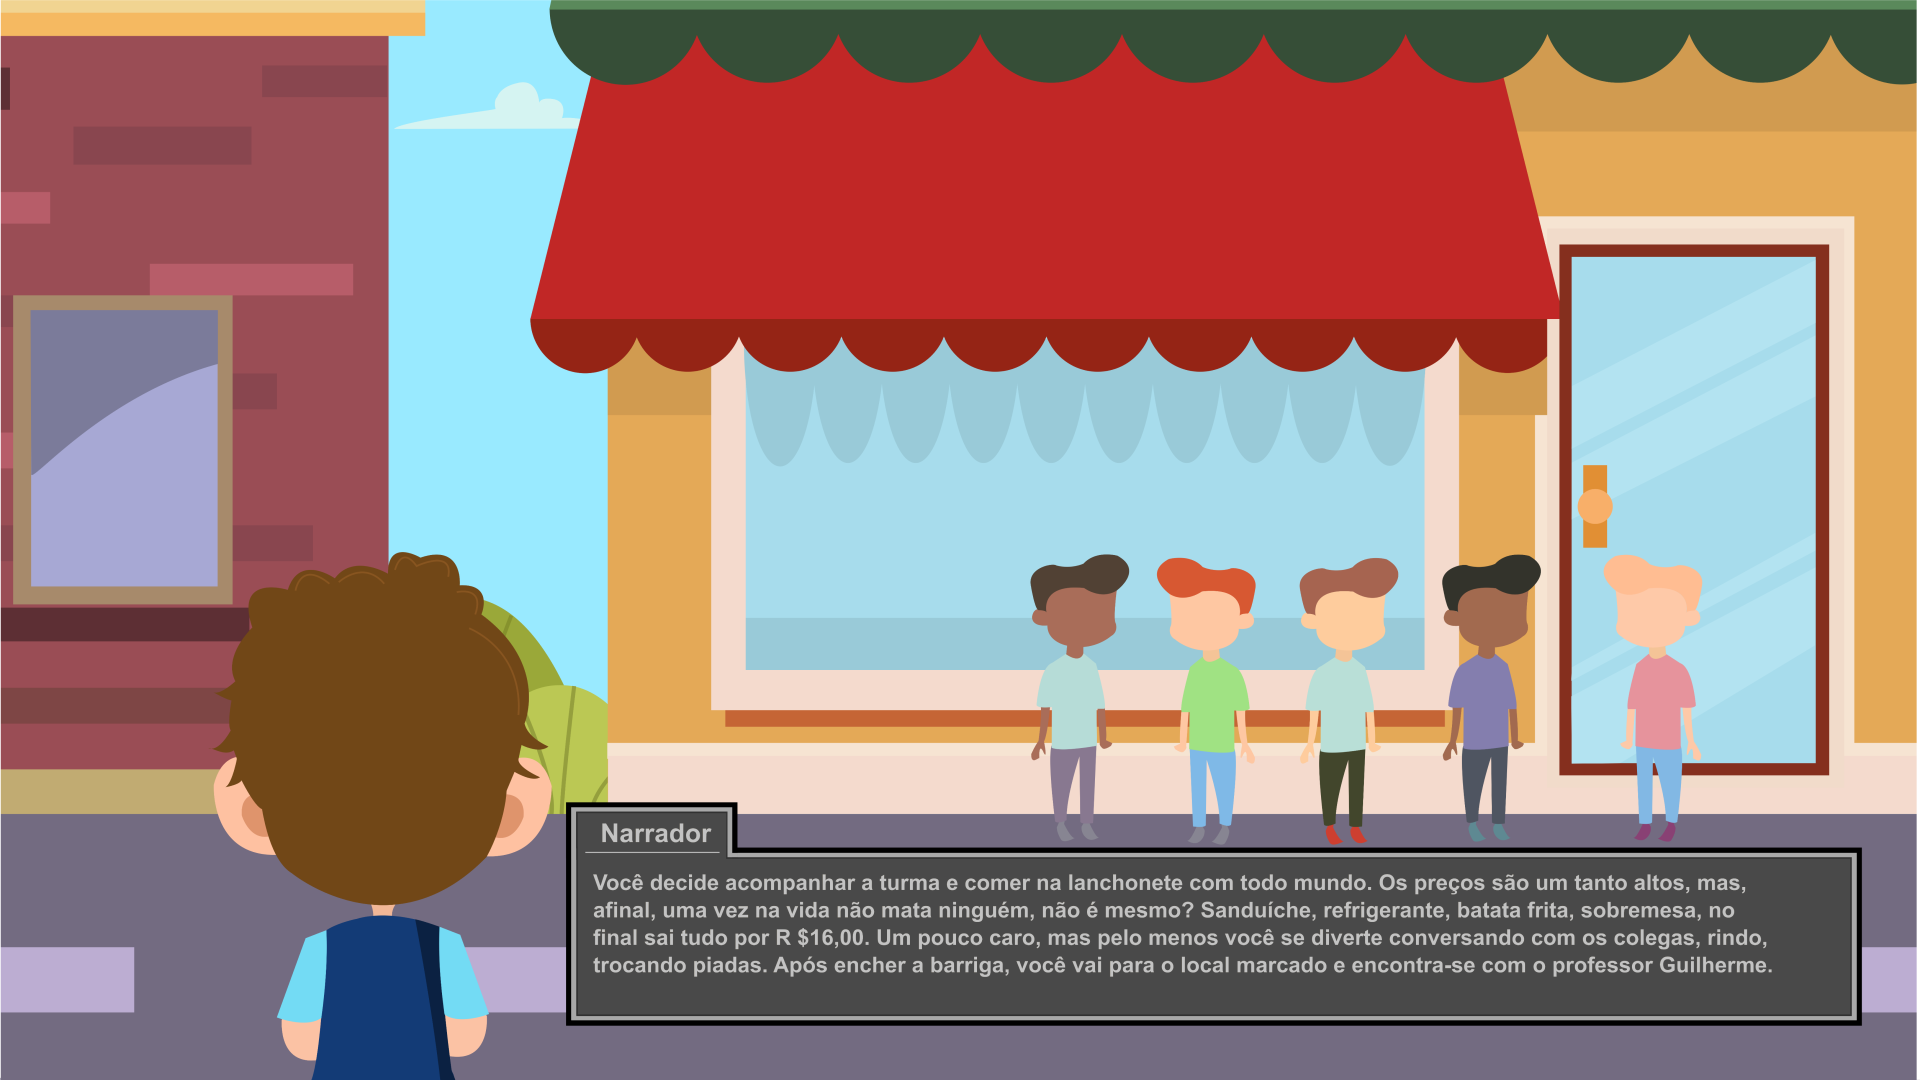 Narrador
Você decide acompanhar a turma e comer na lanchonete com todo mundo. Os preços são um tanto altos, mas,
afinal, uma vez na vida não mata ninguém, não é mesmo? Sanduíche, refrigerante, batata frita, sobremesa, no
final sai tudo por R $16,00. Um pouco caro, mas pelo menos você se diverte conversando com os colegas, rindo,
trocando piadas. Após encher a barriga, você vai para o local marcado e encontra-se com o professor Guilherme.